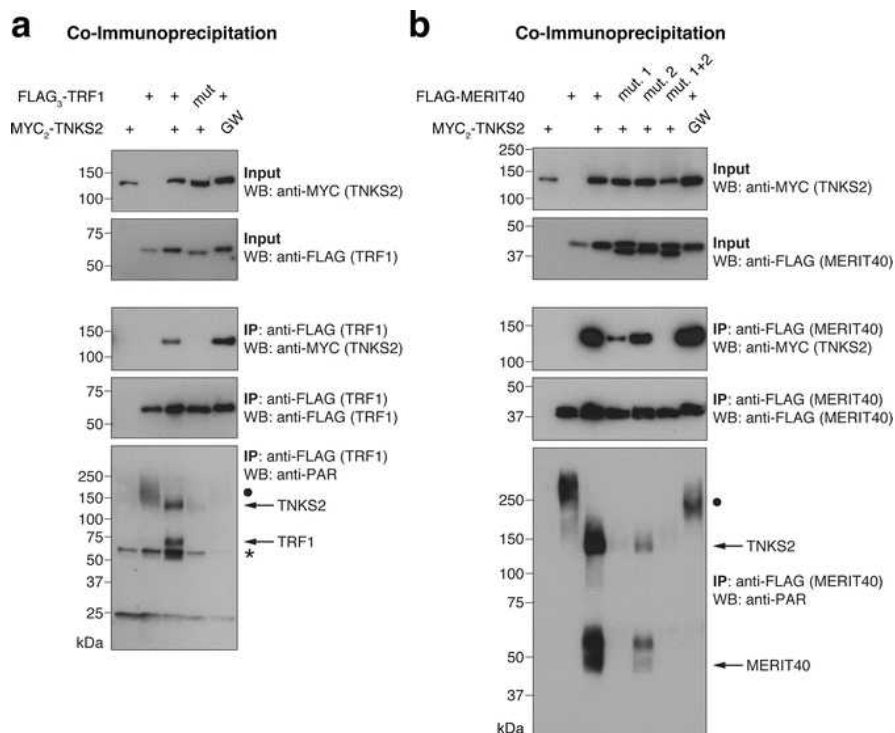 a
Co-Immunoprecipitation
FLAG₃-TRF1 + + mut +
MYC₂-TNKS2 + + + GW
150
100
Input
WB: anti-MYC (TNKS2)
75
50
Input
WB: anti-FLAG (TRF1)
150
100
IP: anti-FLAG (TRF1)
WB: anti-MYC (TNKS2)
75
50
IP: anti-FLAG (TRF1)
WB: anti-FLAG (TRF1)
IP: anti-FLAG (TRF1)
WB: anti-PAR
250
150
100
75
50
37
25
kDa
●
TNKS2
TRF1
*
b
Co-Immunoprecipitation
FLAG-MERIT40 + + mut. 1 mut. 2 mut. 1+2 +
MYC₂-TNKS2 + + + + + GW
250
150
100
Input
WB: anti-MYC (TNKS2)
50
37
Input
WB: anti-FLAG (MERIT40)
150
100
IP: anti-FLAG (MERIT40)
WB: anti-MYC (TNKS2)
50
37
IP: anti-FLAG (MERIT40)
WB: anti-FLAG (MERIT40)
250
150
100
75
50
37
kDa
●
TNKS2
IP: anti-FLAG (MERIT40)
WB: anti-PAR
MERIT40